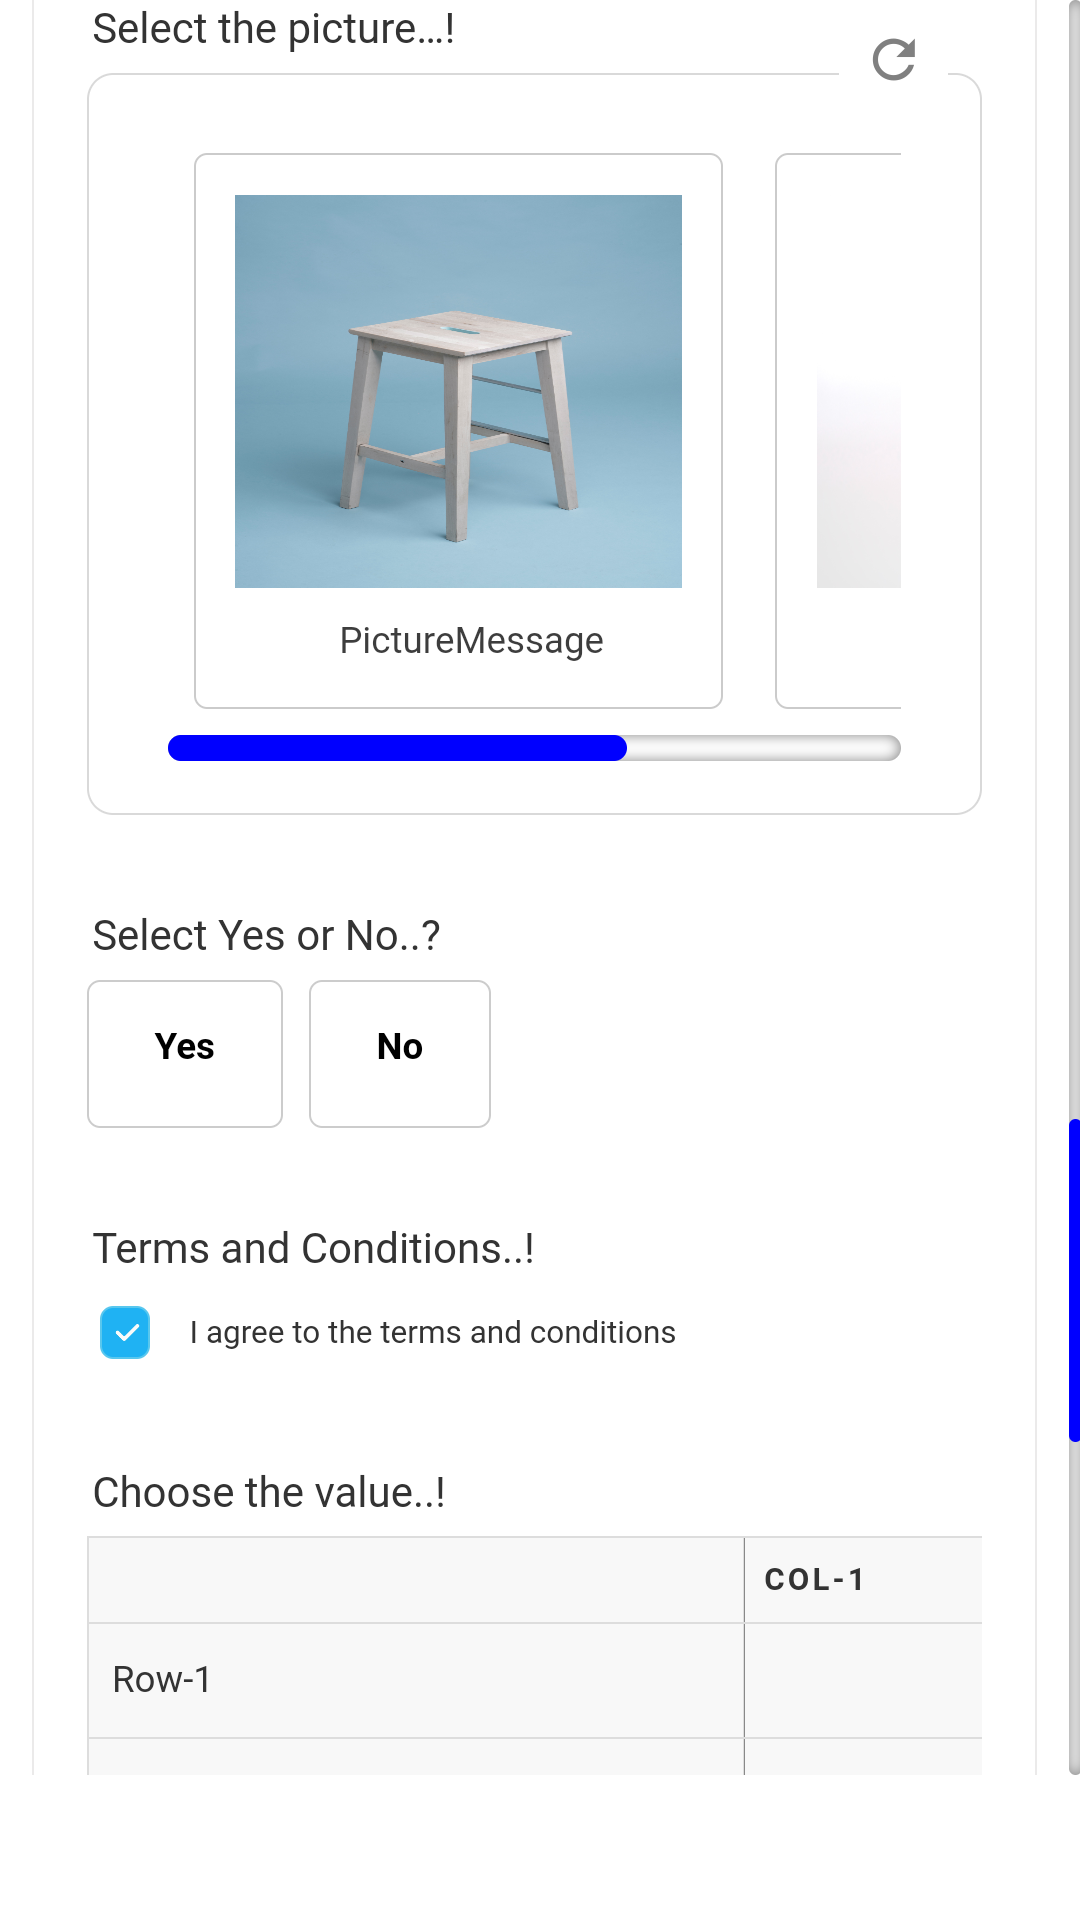 Select the picture...!
PictureMessage
Select Yes or No..?
Yes No
Terms and Conditions..!
I agree to the terms and conditions
Choose the value..!
COL-1
Row-1